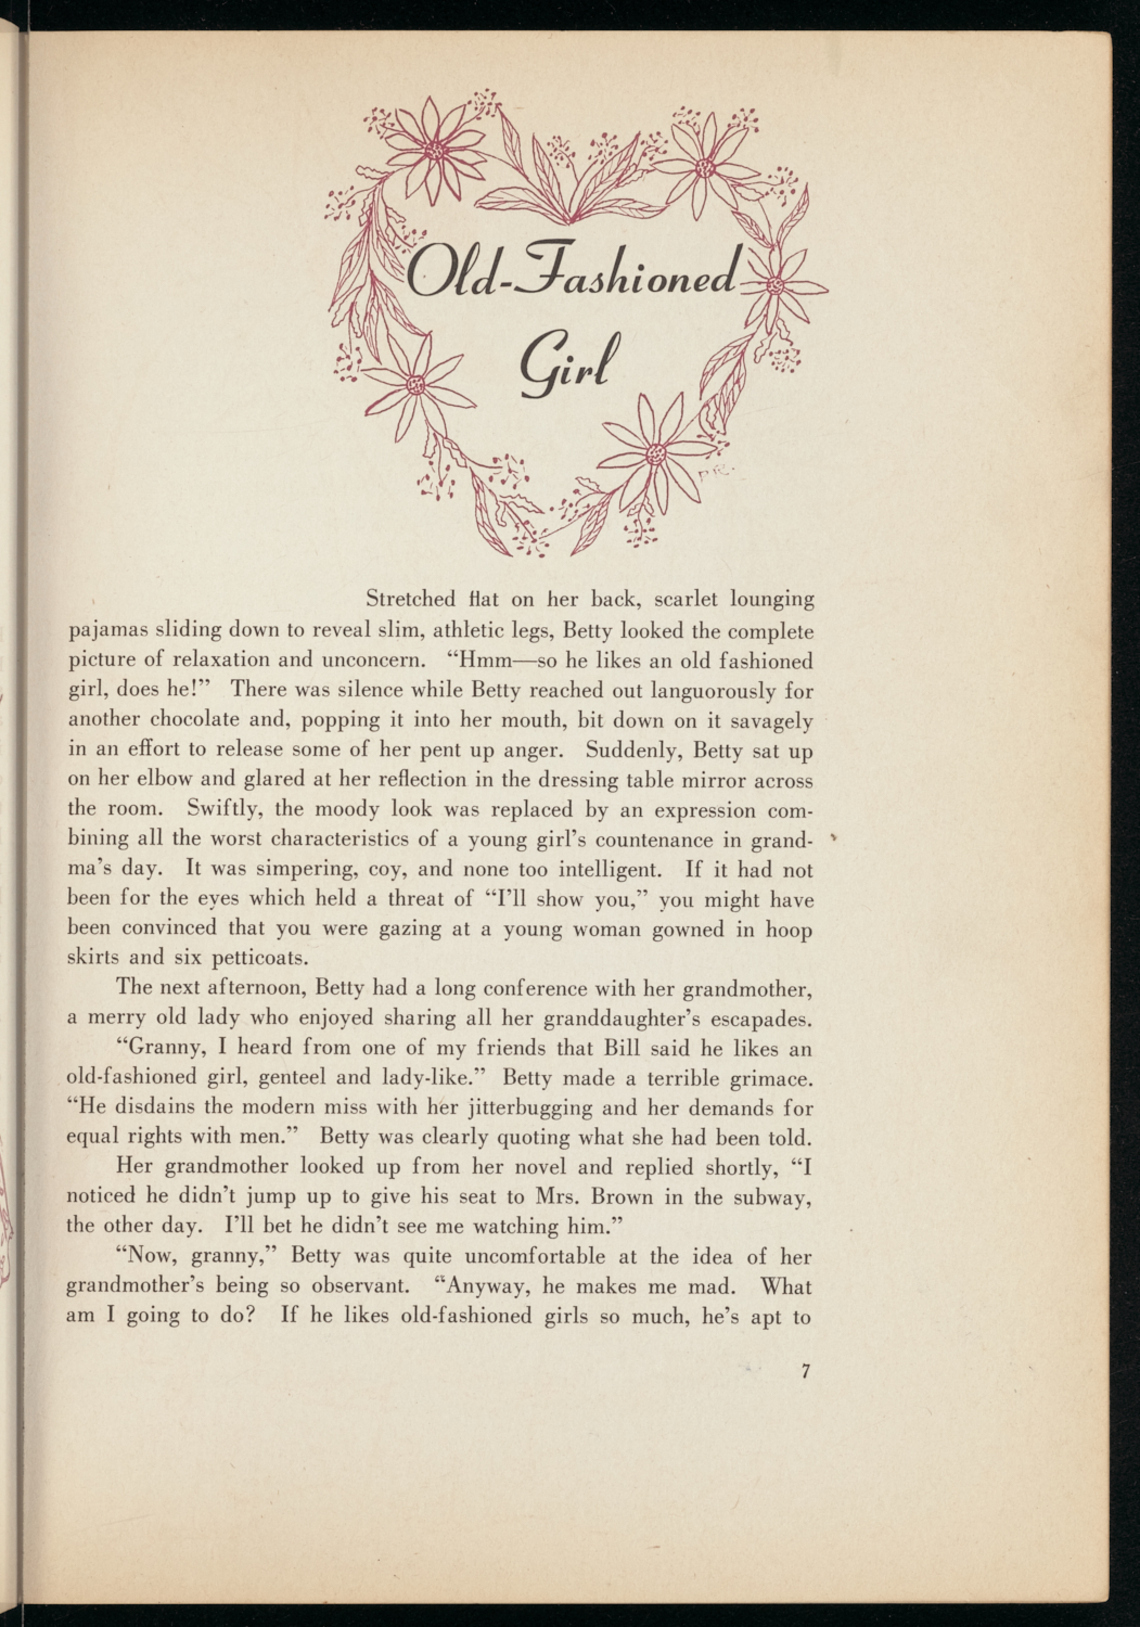 Old-Fashioned
Girl
P.R.
Stretched flat on her back, scarlet lounging
pajamas sliding down to reveal slim, athletic legs, Betty looked the complete
picture of relaxation and unconcern. “Hmm—so he likes an old fashioned
girl, does he!” There was silence while Betty reached out languorously for
another chocolate and, popping it into her mouth, bit down on it savagely
in an effort to release some of her pent up anger. Suddenly, Betty sat up
on her elbow and glared at her reflection in the dressing table mirror across
the room. Swiftly, the moody look was replaced by an expression com-
bining all the worst characteristics of a young girl’s countenance in grand-
ma’s day. It was simpering, coy, and none too intelligent. If it had not
been for the eyes which held a threat of “I’ll show you,” you might have
been convinced that you were gazing at a young woman gowned in hoop
skirts and six petticoats.
The next afternoon, Betty had a long conference with her grandmother,
a merry old lady who enjoyed sharing all her granddaughter’s escapades.
“Granny, I heard from one of my friends that Bill said he likes an
old-fashioned girl, genteel and lady-like.” Betty made a terrible grimace.
“He disdains the modern miss with her jitterbugging and her demands for
equal rights with men.” Betty was clearly quoting what she had been told.
Her grandmother looked up from her novel and replied shortly, “I
noticed he didn’t jump up to give his seat to Mrs. Brown in the subway,
the other day. I’ll bet he didn’t see me watching him.”
“Now, granny,” Betty was quite uncomfortable at the idea of her
grandmother’s being so observant. “Anyway, he makes me mad. What
am I going to do? If he likes old-fashioned girls so much, he’s apt to
7